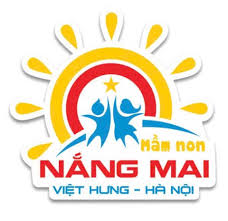 Mầm non
NẮNG MAI
VIỆT HƯNG - HÀ NỘI